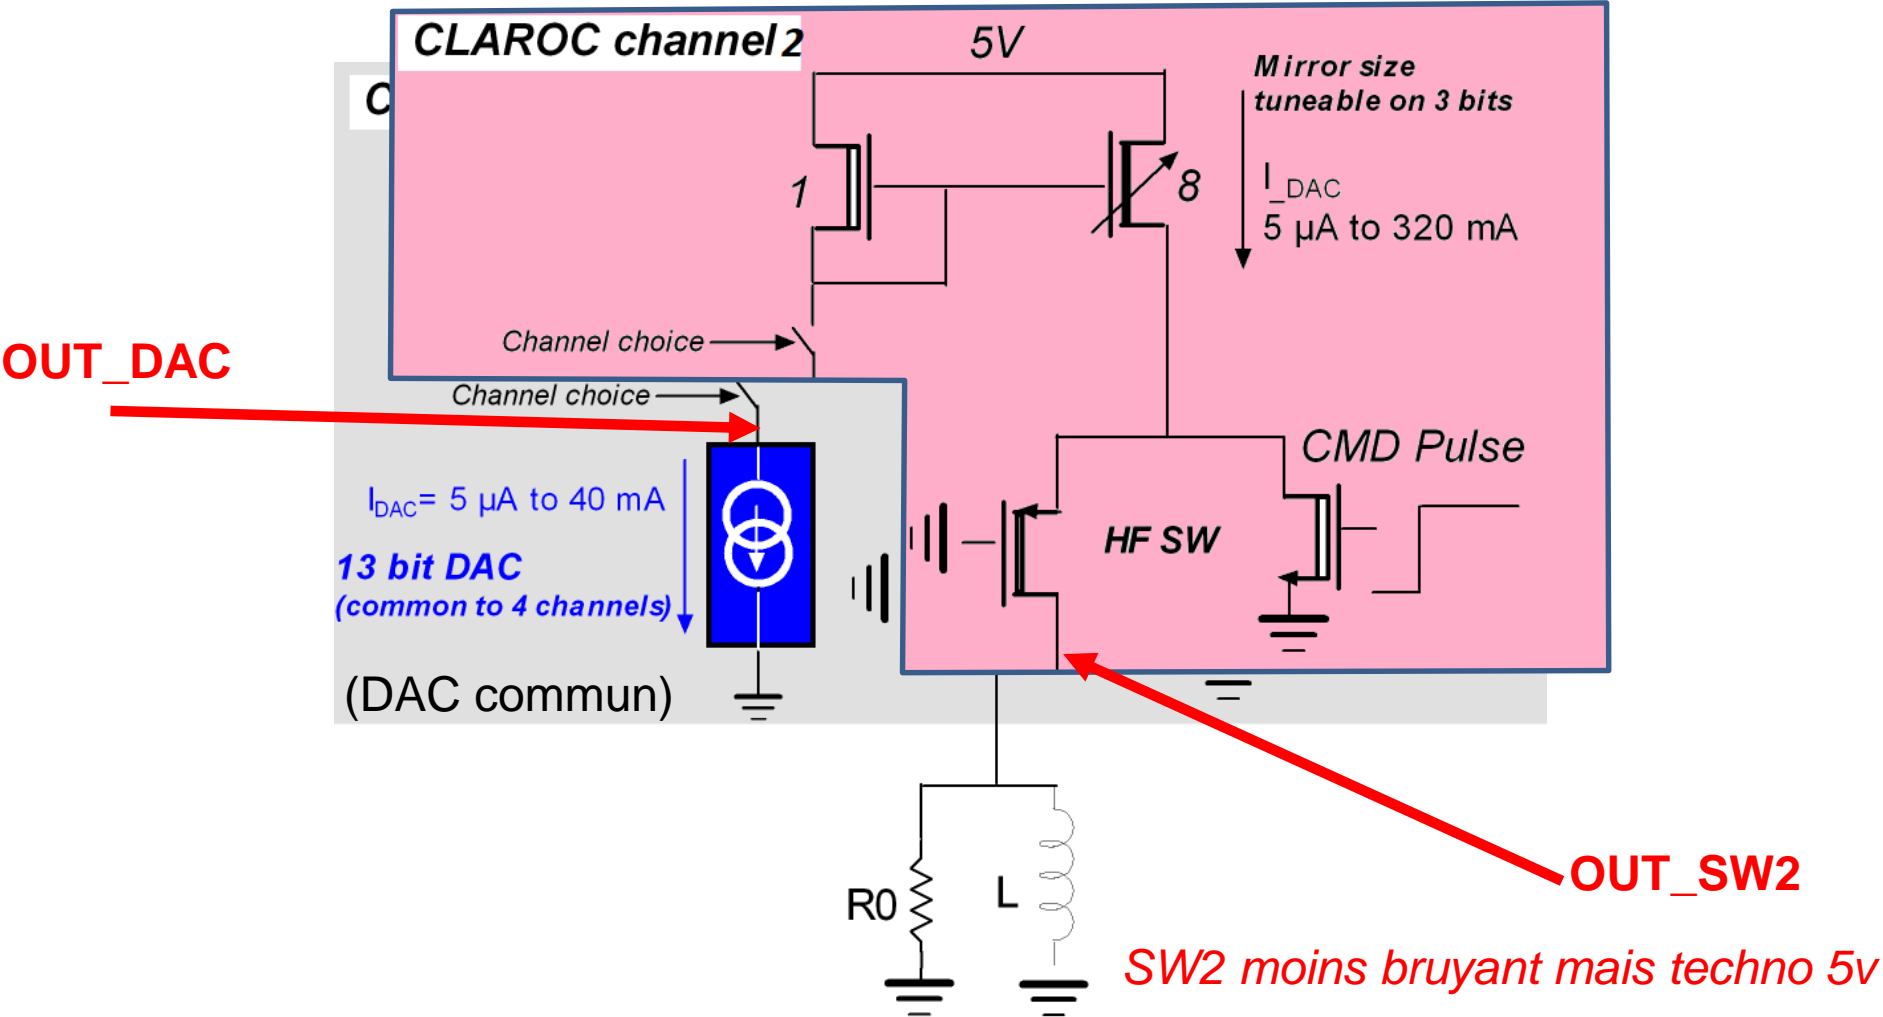 CLAROC channel 2
5V
Mirror size
tuneable on 3 bits
C
1
8
I_DAC
5 µA to 320 mA
Channel choice
OUT_DAC
Channel choice
CMD Pulse
IDAC= 5 µA to 40 mA
HF SW
13 bit DAC
(common to 4 channels)
(DAC commun)
R0
L
OUT_SW2
SW2 moins bruyant mais techno 5v